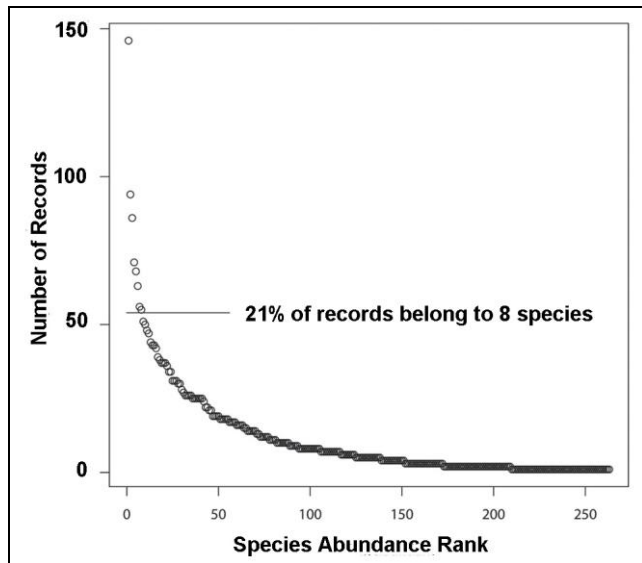 150
100
50
0
Number of Records
21% of records belong to 8 species
0 50 100 150 200 250
Species Abundance Rank